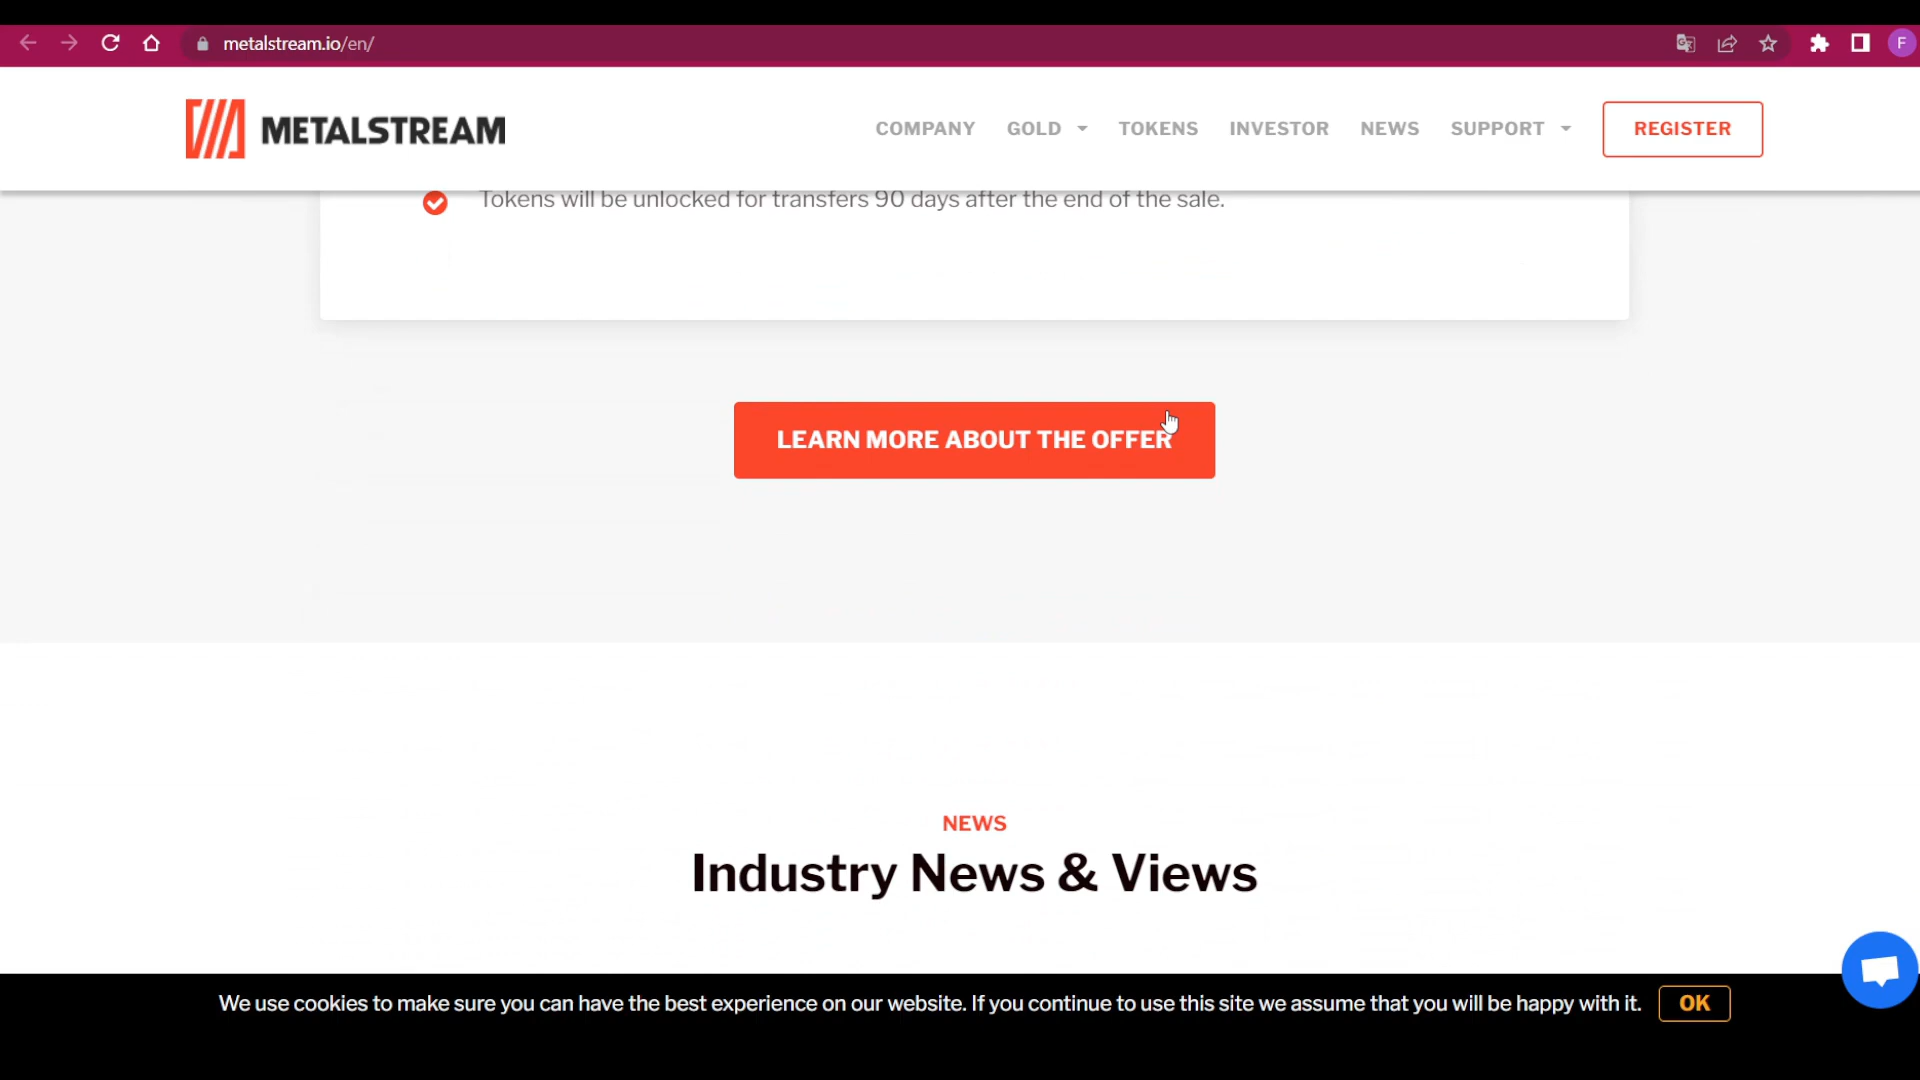 metalstream.io/en/
F
METALSTREAM
COMPANY GOLD TOKENS INVESTOR NEWS SUPPORT REGISTER
Tokens will be unlocked for transfers 90 days after the end of the sale.
LEARN MORE ABOUT THE OFFER
NEWS
Industry News & Views
We use cookies to make sure you can have the best experience on our website. If you continue to use this site we assume that you will be happy with it. OK